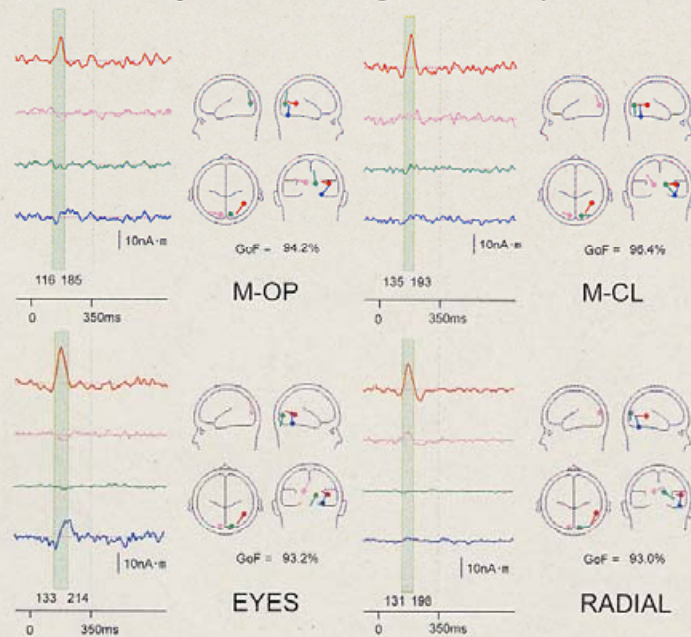 10nA·m
GoF = 94.2%
116 185
M-OP
0 350ms
10nA·m
GoF = 96.4%
135 193
M-CL
0 350ms
10nA·m
GoF = 93.2%
133 214
EYES
0 350ms
10nA·m
GoF = 93.0%
131 196
RADIAL
0 350ms